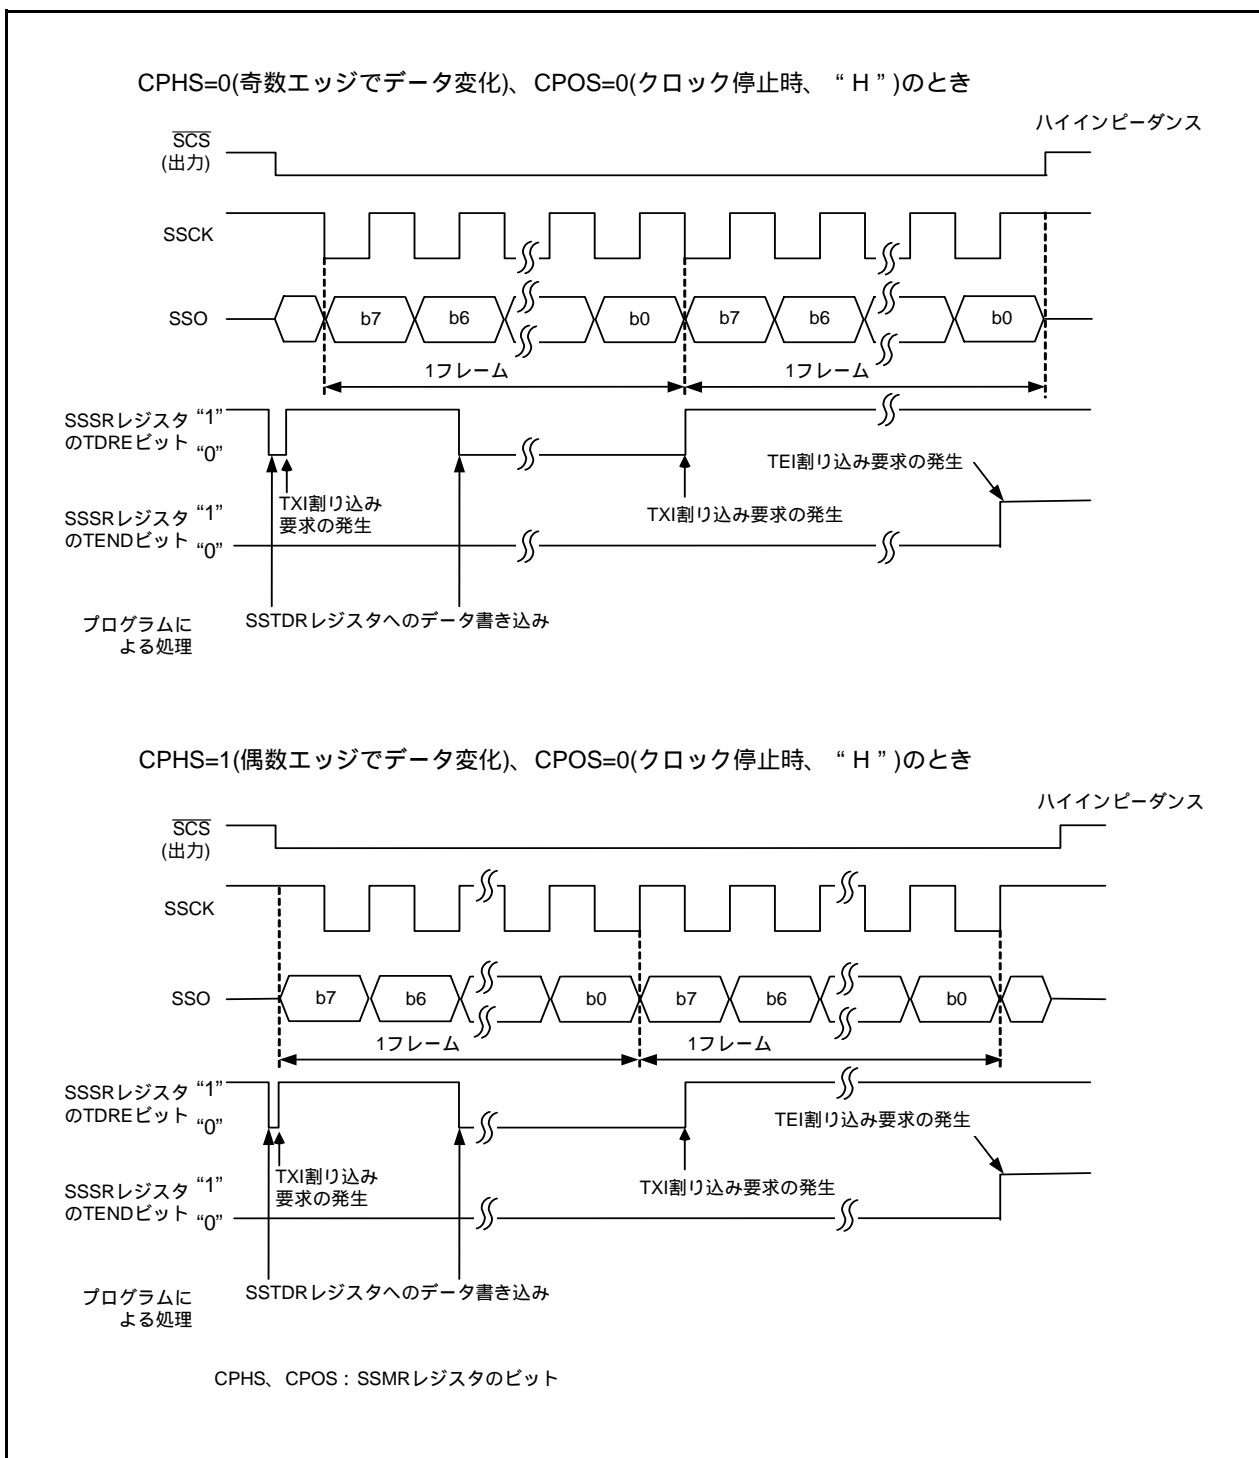 CPHS=0(奇数エッジでデータ変化)、CPOS=0(クロック停止時、“H”)のとき
ハイインピーダンス
SCS
(出力)
SSCK
SSO
b7
b6
b0
b7
b6
b0
1フレーム
1フレーム
SSSRレジスタ “1”
のTDREビット “0”
TEI割り込み要求の発生
TXI割り込み
要求の発生
TXI割り込み要求の発生
SSSRレジスタ “1”
のTENDビット “0”
プログラムに
よる処理
SSTDRレジスタへのデータ書き込み
CPHS=1(偶数エッジでデータ変化)、CPOS=0(クロック停止時、“H”)のとき
ハイインピーダンス
SCS
(出力)
SSCK
SSO
b7
b6
b0
b7
b6
b0
1フレーム
1フレーム
SSSRレジスタ “1”
のTDREビット “0”
TEI割り込み要求の発生
TXI割り込み
要求の発生
TXI割り込み要求の発生
SSSRレジスタ “1”
のTENDビット “0”
プログラムに
よる処理
SSTDRレジスタへのデータ書き込み
CPHS、CPOS：SSMRレジスタのビット